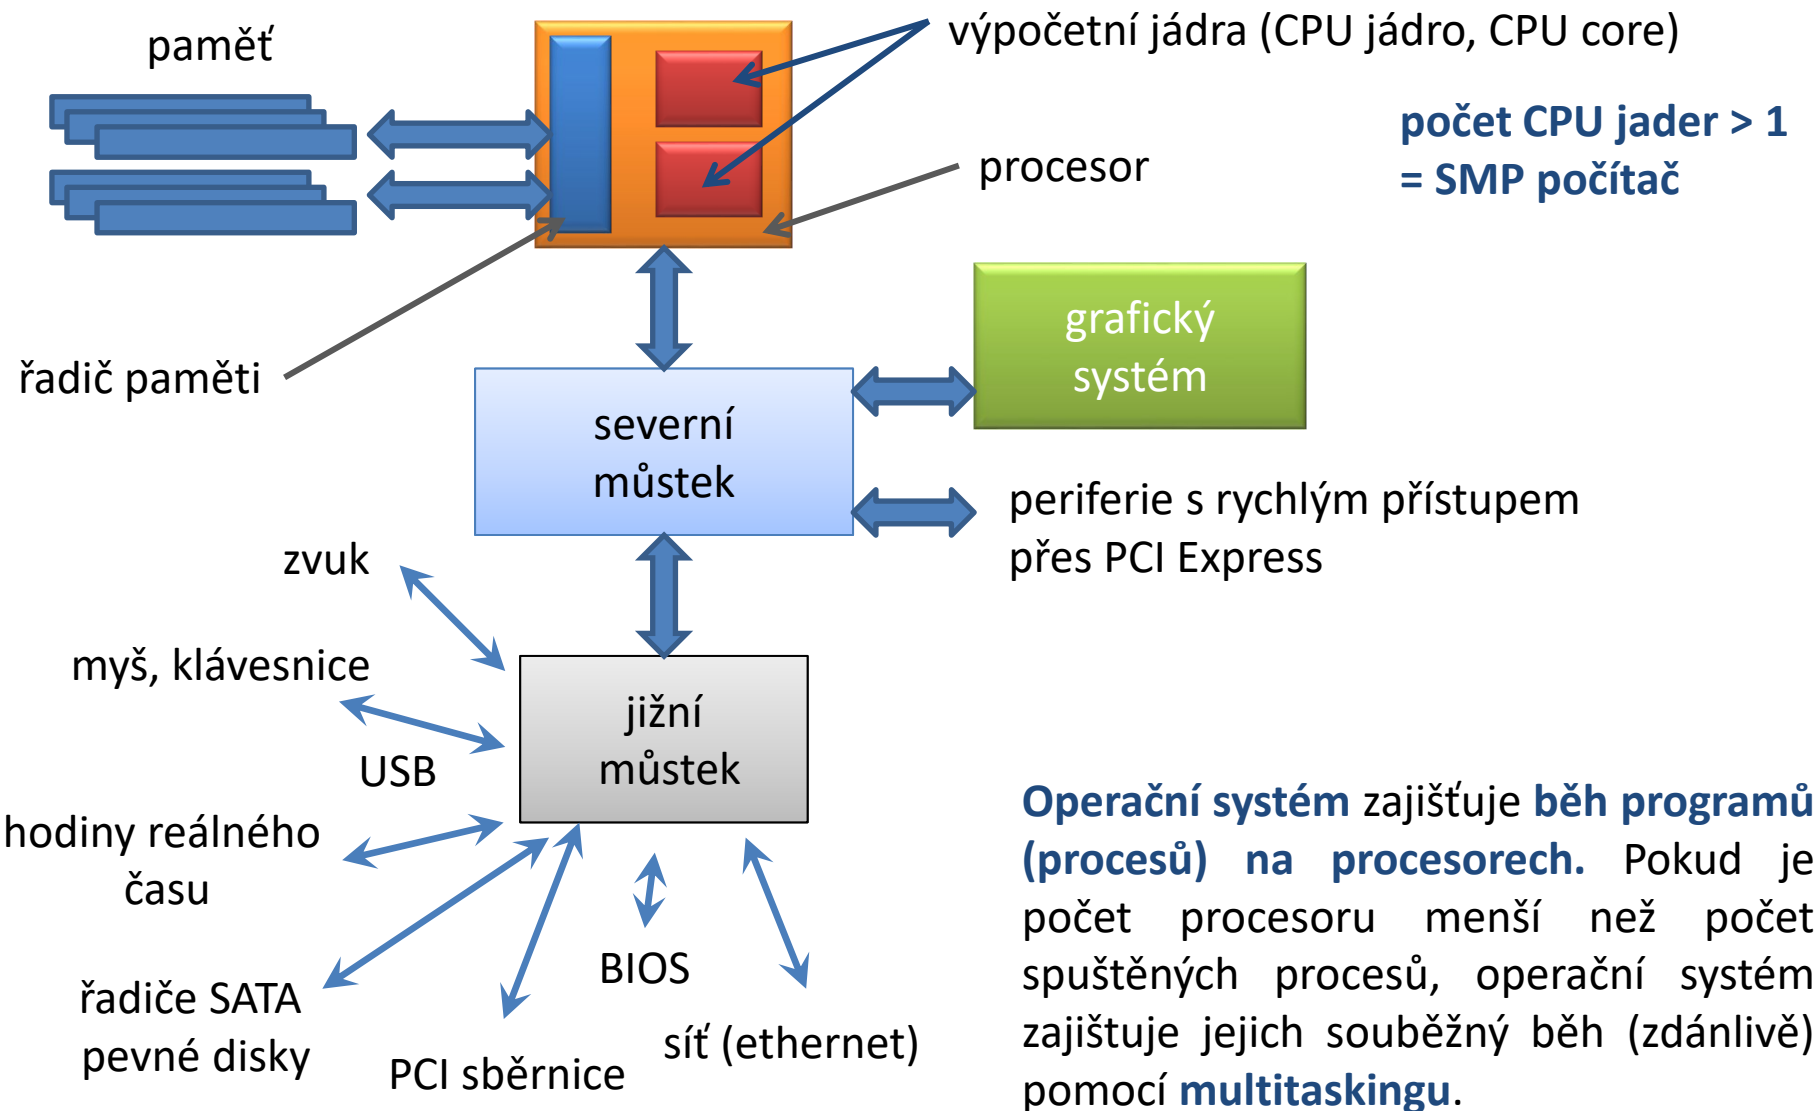 paměť
výpočetní jádra (CPU jádro, CPU core)
počet CPU jader > 1
= SMP počítač
procesor
řadič paměti
grafický
systém
severní
můstek
periferie s rychlým přístupem
přes PCI Express
zvuk
myš, klávesnice
USB
jižní
můstek
hodiny reálného
času
řadiče SATA
pevné disky
PCI sběrnice
BIOS
síť (ethernet)
Operační systém zajišťuje běh programů
(procesů) na procesorech. Pokud je
počet procesoru menší než počet
spuštěných procesů, operační systém
zajištuje jejich souběžný běh (zdánlivě)
pomocí multitaskingu.